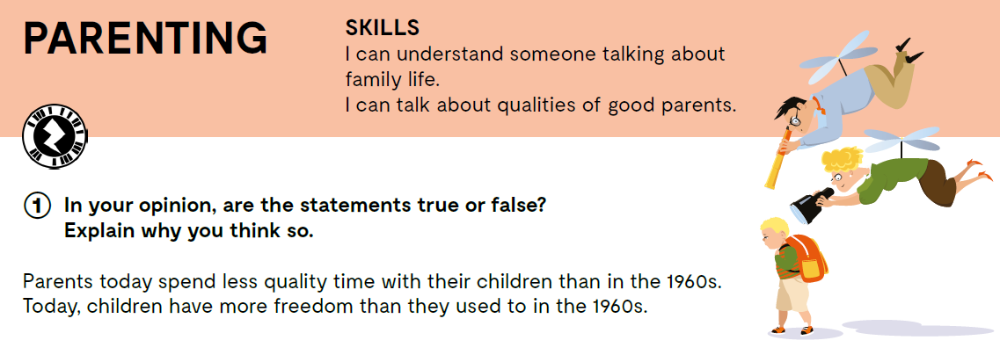 PARENTING
SKILLS
I can understand someone talking about
family life.
I can talk about qualities of good parents.
1 In your opinion, are the statements true or false?
Explain why you think so.
Parents today spend less quality time with their children than in the 1960s.
Today, children have more freedom than they used to in the 1960s.